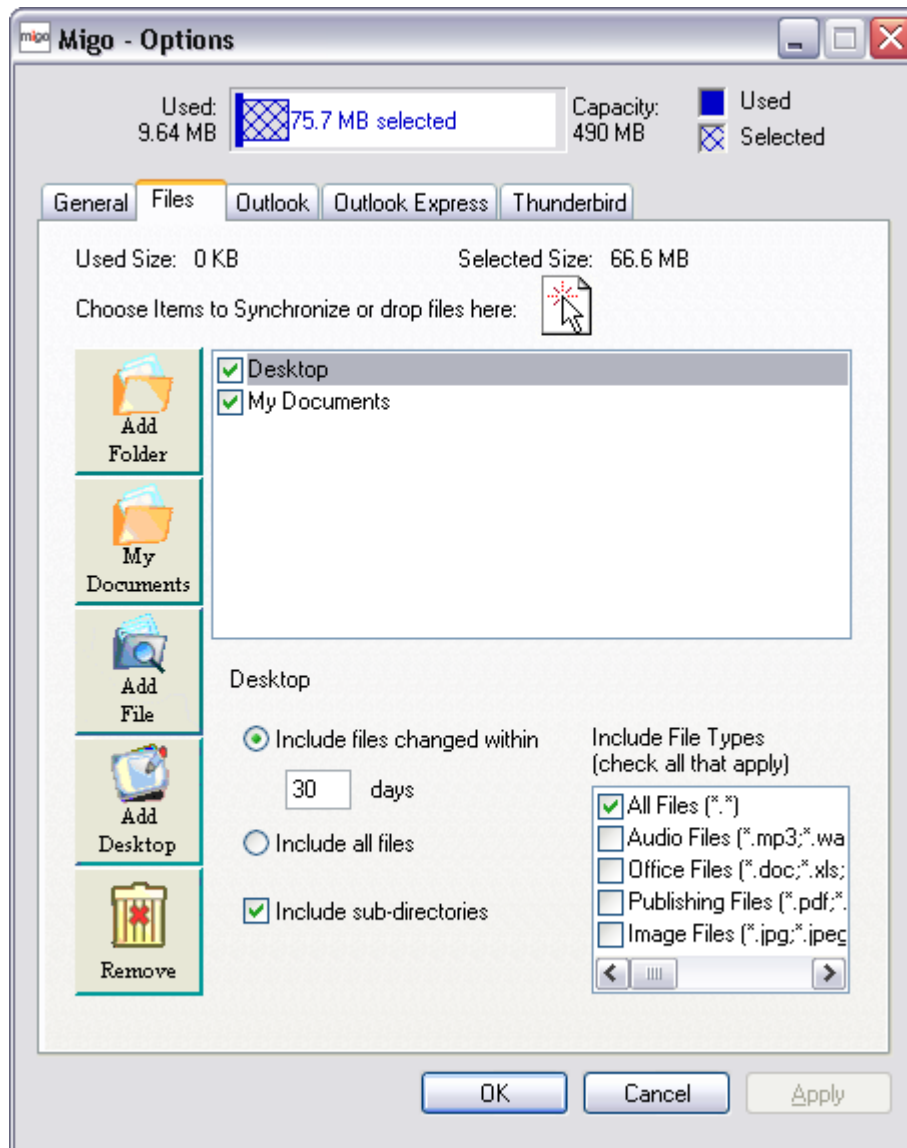 migo Migo - Options
Used: 9.64 MB
75.7 MB selected
Capacity: 490 MB
Used
Selected
General Files Outlook Outlook Express Thunderbird
Used Size: 0 KB Selected Size: 66.6 MB
Choose Items to Synchronize or drop files here:
Desktop
My Documents
Add
Folder
My
Documents
Add
File
Add
Desktop
Remove
Desktop
Include files changed within
30 days
Include all files
Include sub-directories
Include File Types
(check all that apply)
All Files (*.*)
Audio Files (*.mp3;*.wa
Office Files (*.doc;*.xls;
Publishing Files (*.pdf;*.
Image Files (*.jpg;*.jpeg
OK Cancel Apply